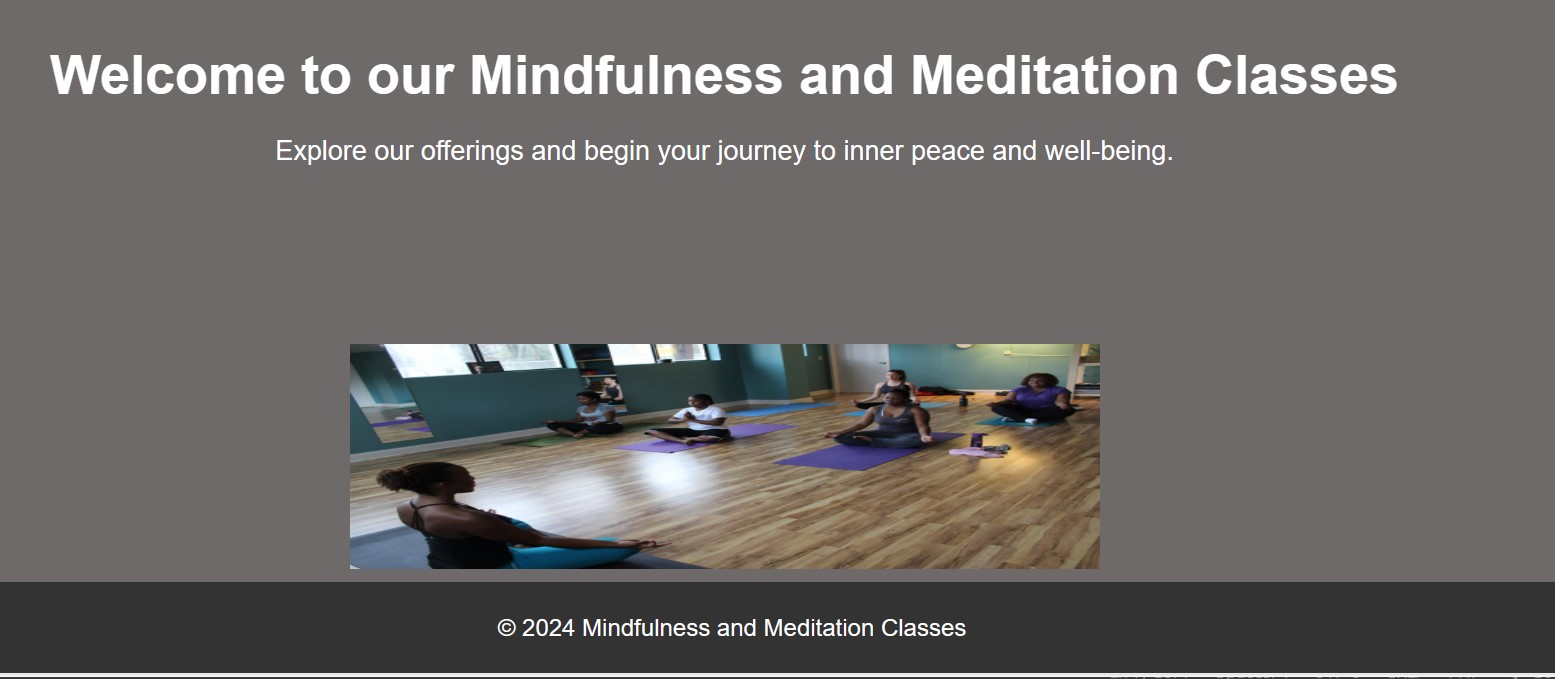 Welcome to our Mindfulness and Meditation Classes
Explore our offerings and begin your journey to inner peace and well-being.
© 2024 Mindfulness and Meditation Classes